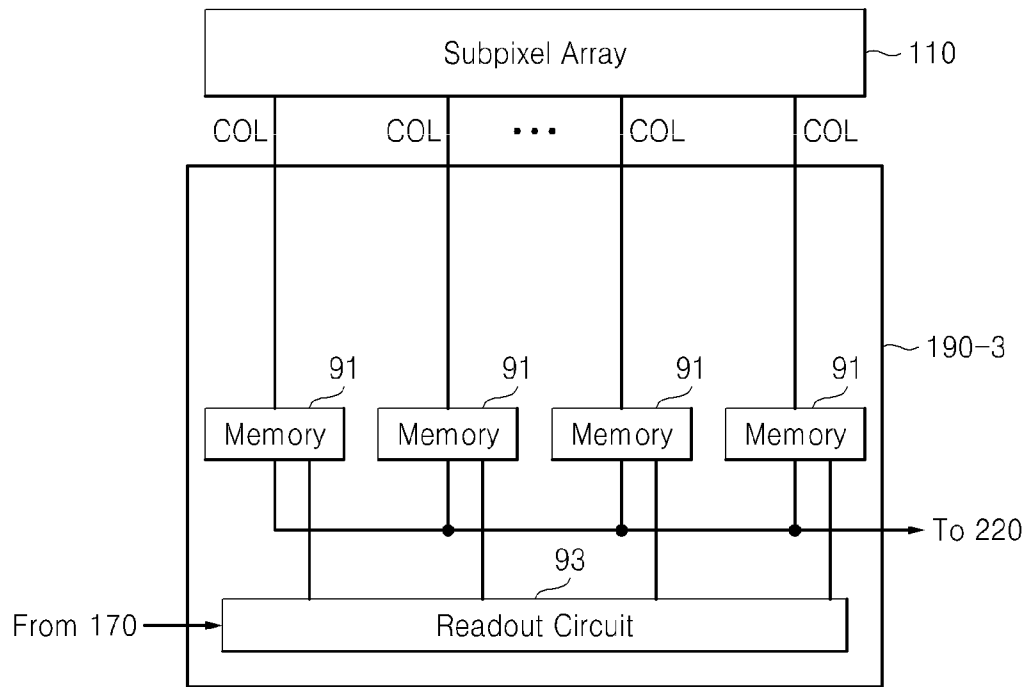 Subpixel Array
110
COL COL ••• COL COL
190-3
91 91 91 91
Memory Memory Memory Memory
To 220
93
From 170
Readout Circuit